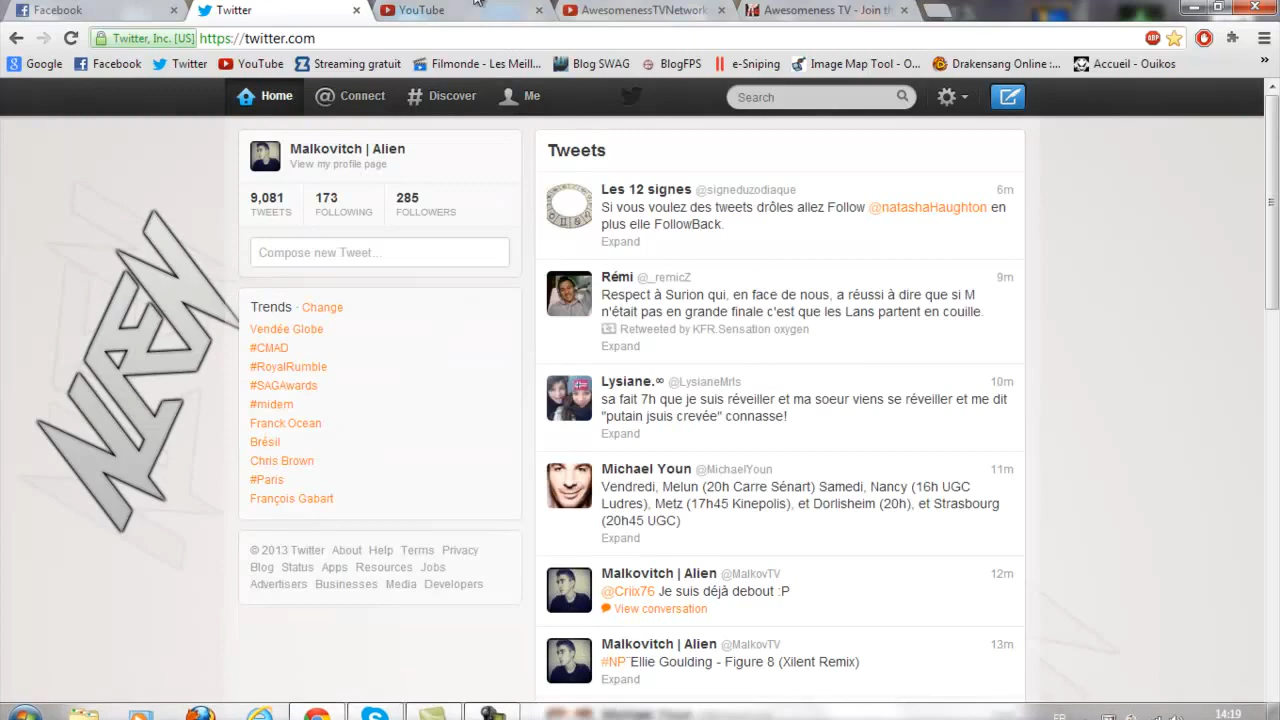 Facebook
Twitter
YouTube
AwesomenessTVNetwork
Awesomeness TV - Join th
Twitter, Inc. [US]
https://twitter.com
ABP
Google
Facebook
Twitter
YouTube
Streaming gratuit
Filmonde - Les Meill...
Blog SWAG
BlogFPS
e-Sniping
Image Map Tool - O...
Drakensang Online :...
Accueil - Ouikos
Home
@ Connect
# Discover
Me
Search
Malkovitch | Alien
View my profile page
9,081
TWEETS
173
FOLLOWING
285
FOLLOWERS
Compose new Tweet...
Trends - Change
Vendée Globe
#CMAD
#RoyalRumble
#SAGAwards
#midem
Franck Ocean
Brésil
Chris Brown
#Paris
François Gabart
© 2013 Twitter About Help Terms Privacy
Blog Status Apps Resources Jobs
Advertisers Businesses Media Developers
Tweets
Les 12 signes @signeduzodiaque 6m
Si vous voulez des tweets drôles allez Follow @natashaHaughton en
plus elle FollowBack.
Expand
Rémi @_remicZ 9m
Respect à Surion qui, en face de nous, a réussi à dire que si M
n'était pas en grande finale c'est que les Lans partent en couille.
Retweeted by KFR.Sensation oxygen
Expand
Lysiane.∞ @LysianeMrls 10m
sa fait 7h que je suis réveiller et ma soeur viens se réveiller et me dit
"putain jsuis crevée" connasse!
Expand
Michael Youn @MichaelYoun 11m
Vendredi, Melun (20h Carre Sénart) Samedi, Nancy (16h UGC
Ludres), Metz (17h45 Kinepolis), et Dorlisheim (20h), et Strasbourg
(20h45 UGC)
Expand
Malkovitch | Alien @MalkovTV 12m
@Criix76 Je suis déjà debout :P
View conversation
Malkovitch | Alien @MalkovTV 13m
#NP Ellie Goulding - Figure 8 (Xilent Remix)
Expand
14:19